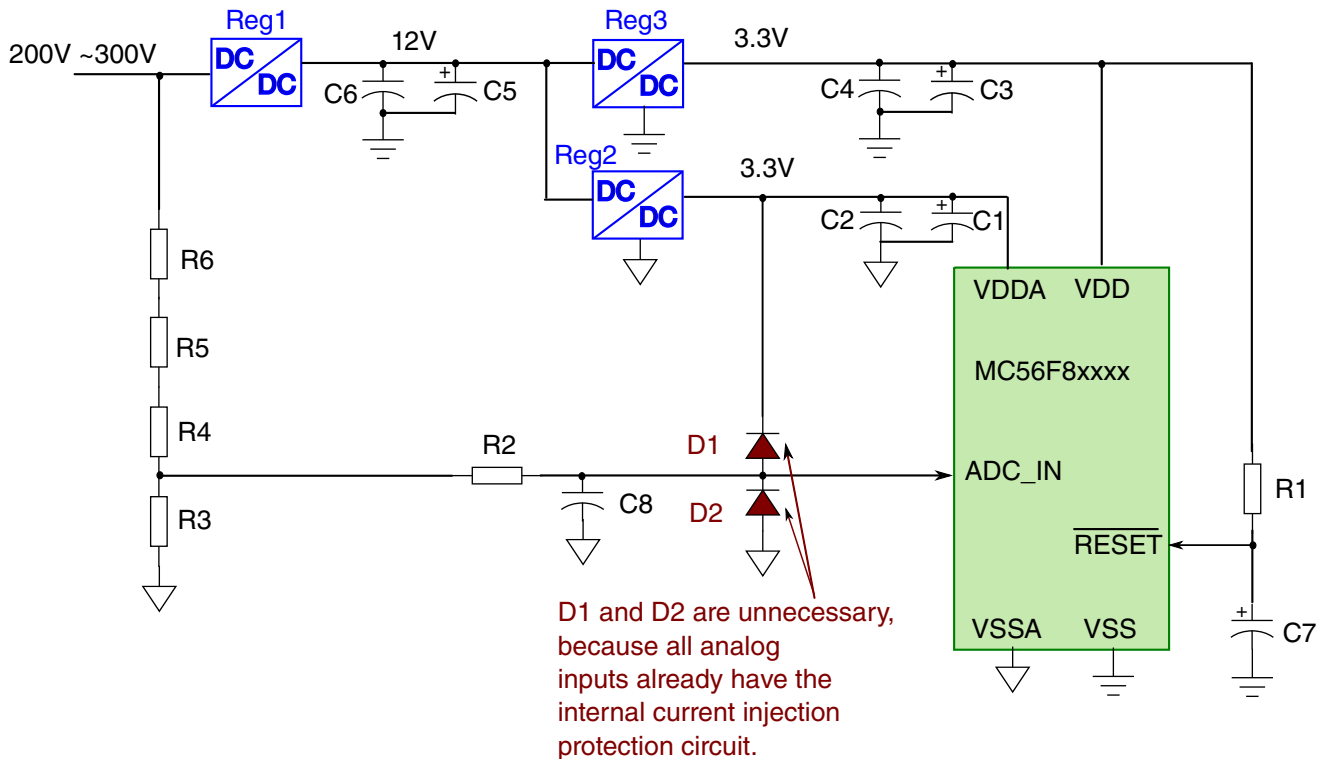 Reg1
Reg3
200V ~300V
12V
3.3V
DC
DC
DC
DC
C6
C5
C4
C3
Reg2
3.3V
DC
DC
C2
C1
R6
VDDA
VDD
R5
MC56F8xxxx
R4
R2
D1
ADC_IN
R1
R3
C8
D2
RESET
D1 and D2 are unnecessary,
because all analog
inputs already have the
internal current injection
protection circuit.
VSSA
VSS
C7
+
+
+
+